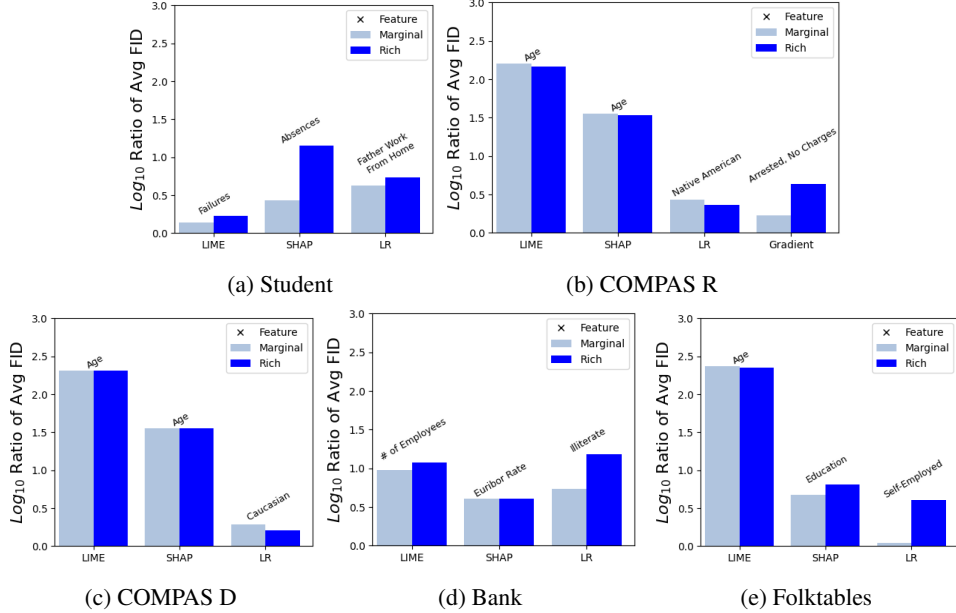 Log10 Ratio of Avg FID
3.0
2.5
2.0
1.5
1.0
0.5
0.0
× Feature
Marginal
Rich
Failures
Absences
Father Work
From Home
LIME
SHAP
LR
(a) Student
Log10 Ratio of Avg FID
3.0
2.5
2.0
1.5
1.0
0.5
0.0
× Feature
Marginal
Rich
Age
Age
Native American
Arrested, No Charges
LIME
SHAP
LR
Gradient
(b) COMPAS R
Log10 Ratio of Avg FID
3.0
2.5
2.0
1.5
1.0
0.5
0.0
× Feature
Marginal
Rich
Age
Age
Caucasian
LIME
SHAP
LR
(c) COMPAS D
Log10 Ratio of Avg FID
3.0
2.5
2.0
1.5
1.0
0.5
0.0
× Feature
Marginal
Rich
# of Employees
Euribor Rate
Illiterate
LIME
SHAP
LR
(d) Bank
Log10 Ratio of Avg FID
3.0
2.5
2.0
1.5
1.0
0.5
0.0
× Feature
Marginal
Rich
Age
Education
Self-Employed
LIME
SHAP
LR
(e) Folktables